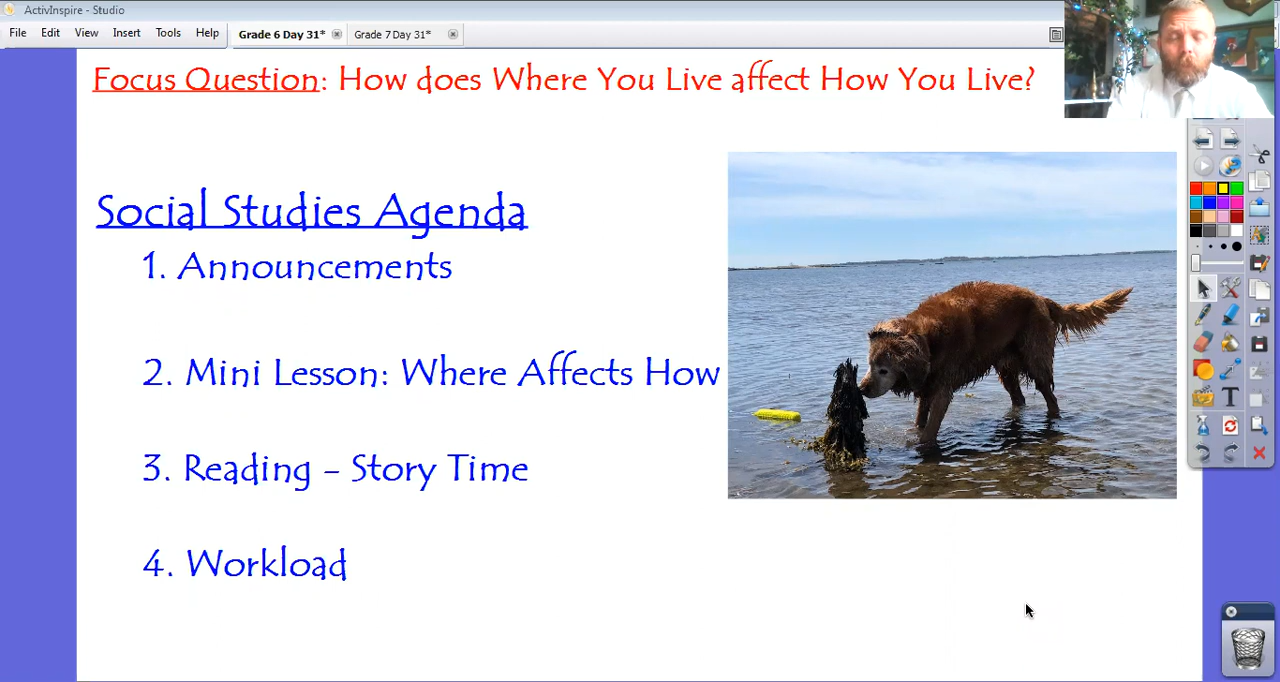 ActivInspire - Studio
File Edit View Insert Tools Help
Grade 6 Day 31* Grade 7 Day 31*
Focus Question: How does Where You Live affect How You Live?
Social Studies Agenda
1. Announcements
2. Mini Lesson: Where Affects How
3. Reading – Story Time
4. Workload